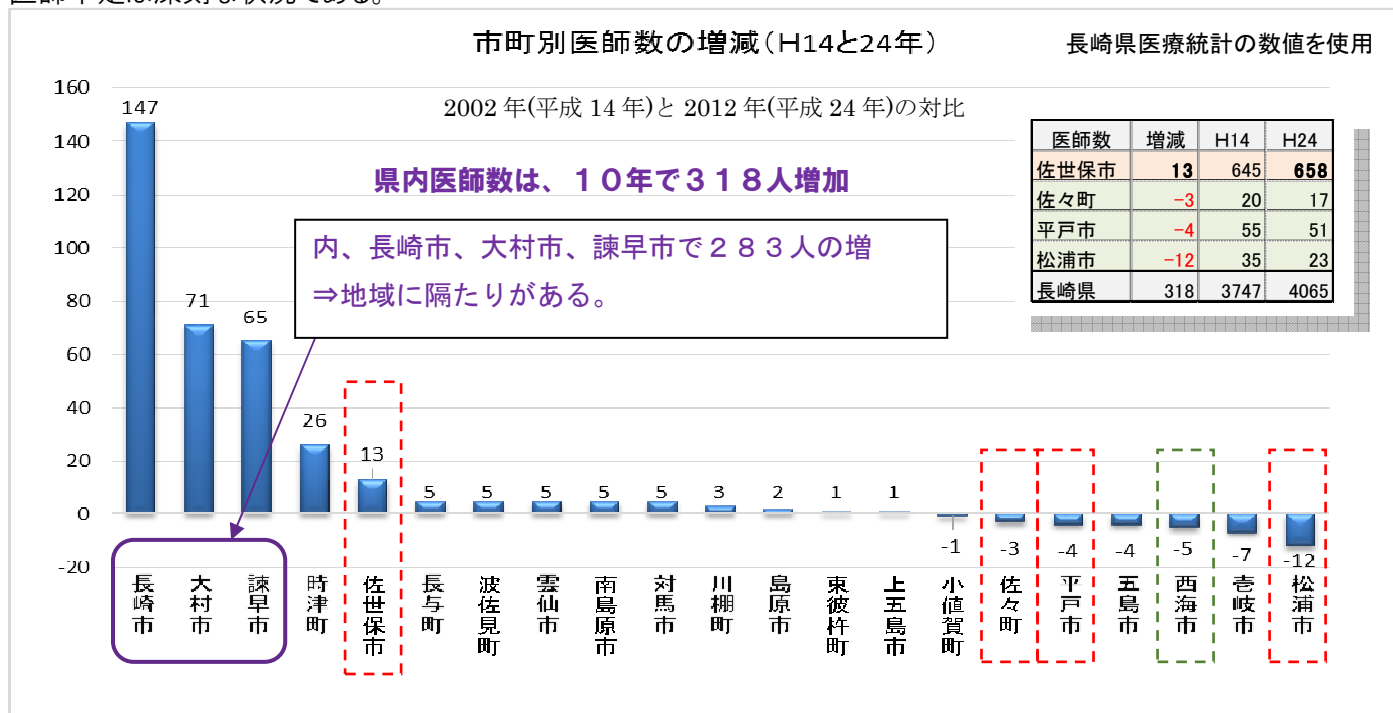 市町別医師数の増減(H14と24年)
長崎県医療統計の数値を使用
2002年(平成14年)と2012年(平成24年)の対比
県内医師数は、１０年で３１８人増加
内、長崎市、大村市、諫早市で２８３人の増
⇒地域に隔たりがある。
医師数 増減 H14 H24
佐世保市 13 645 658
佐々町 -3 20 17
平戸市 -4 55 51
松浦市 -12 35 23
長崎県 318 3747 4065
160
140
120
100
80
60
40
20
0
-20
147
71
65
26
13
5
5
5
5
5
3
2
1
1
-1
-3
-4
-4
-5
-7
-12
長崎市
大村市
諫早市
時津町
佐世保市
長与町
波佐見町
雲仙市
南島原市
対馬市
川棚町
島原市
東彼杵町
上五島市
小値賀町
佐々町
平戸市
五島市
西海市
壱岐市
松浦市